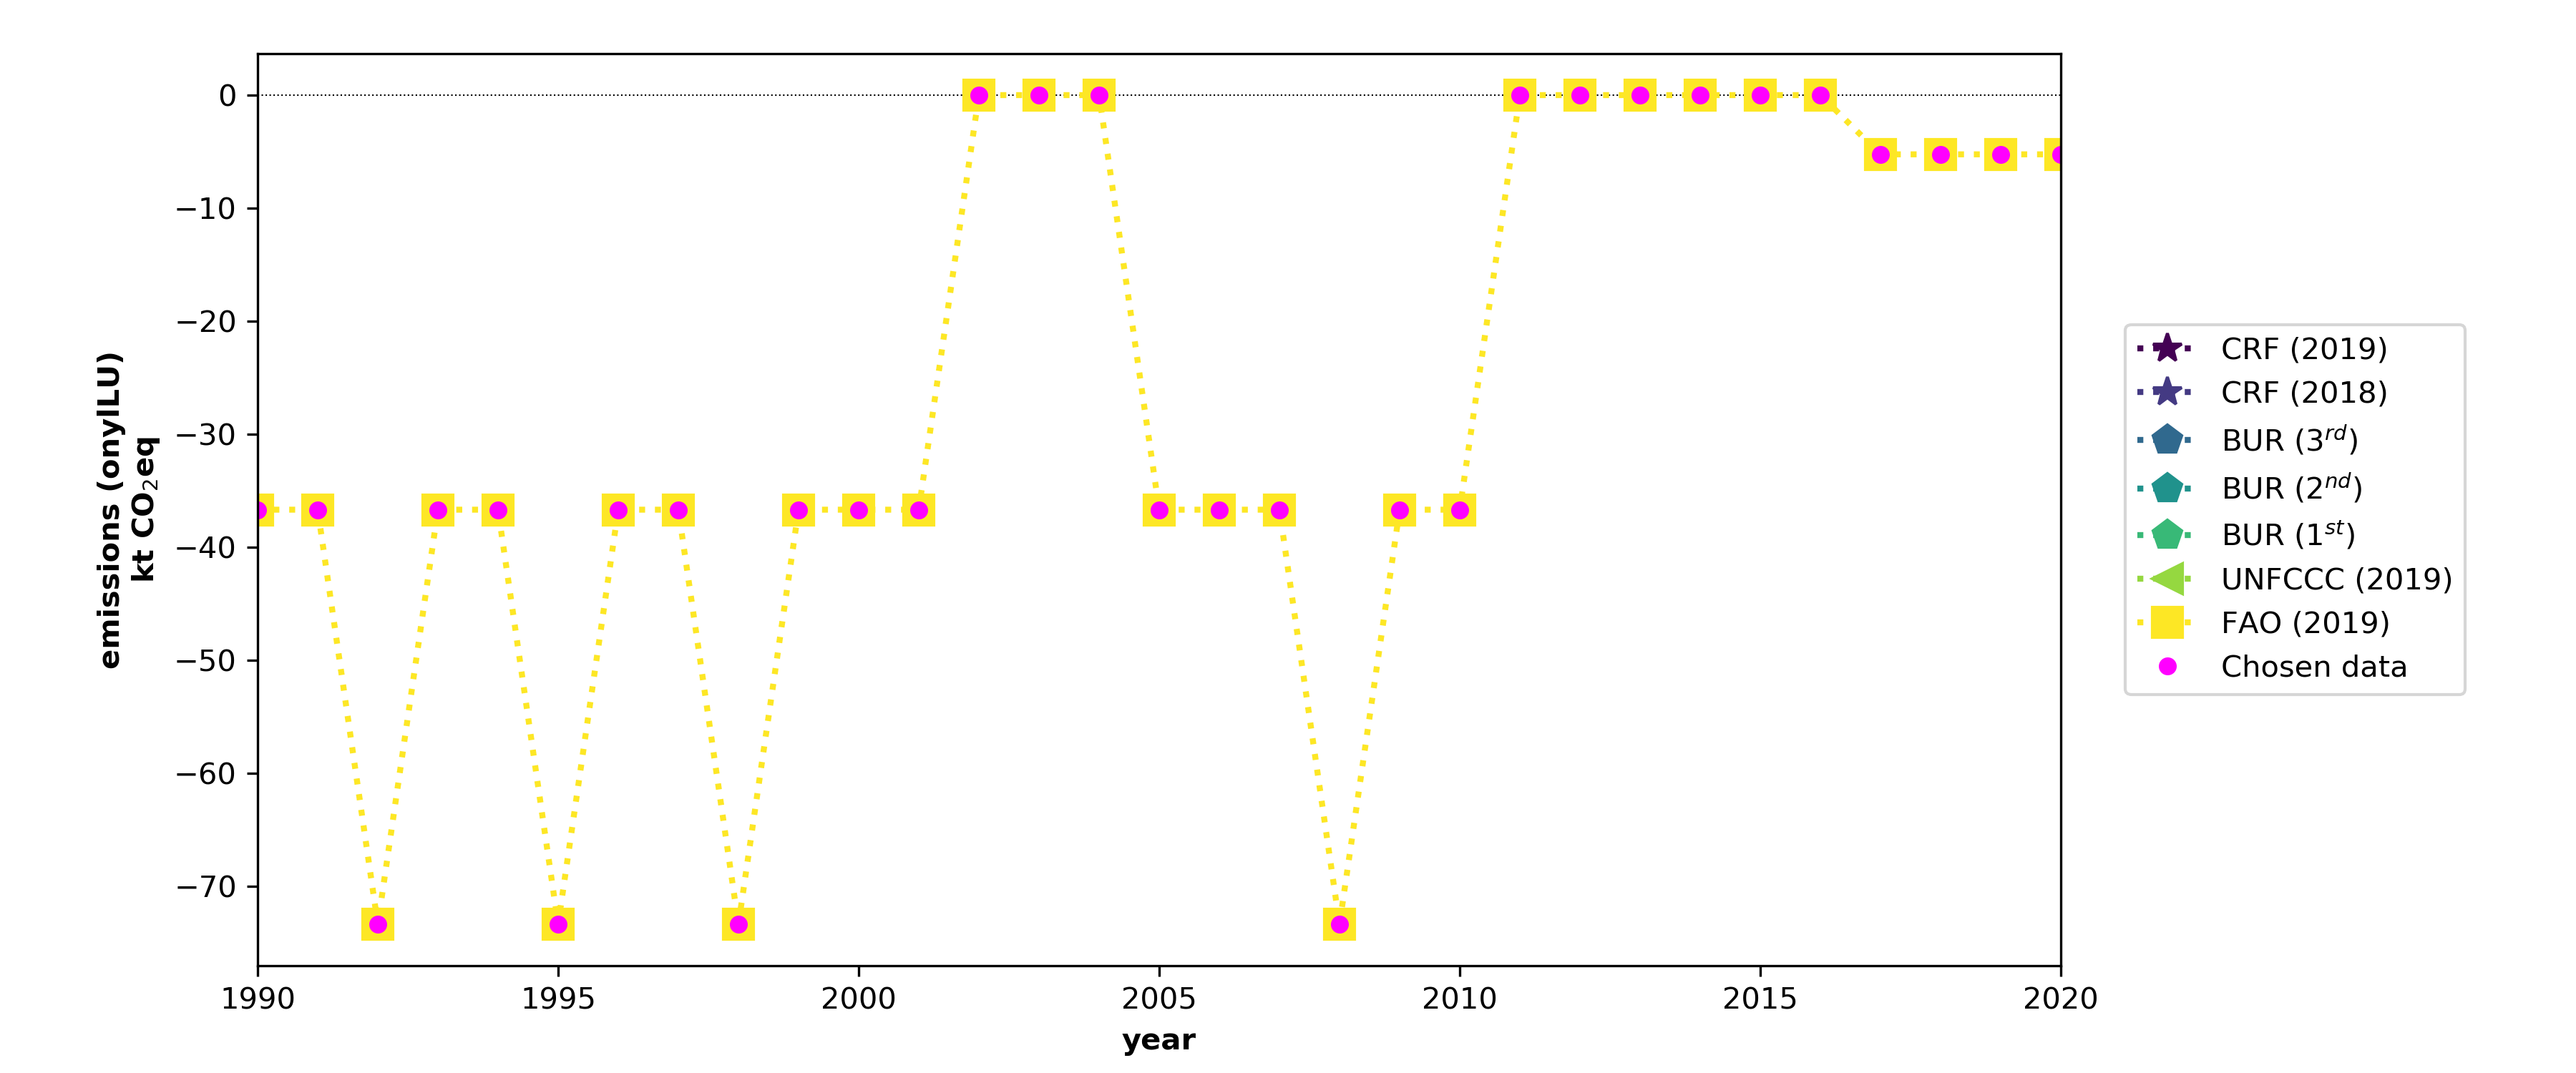 0
−10
−20
−30
−40
−50
−60
−70
emissions (onylLU)
kt CO₂eq
1990 1995 2000 2005 2010 2015 2020
year
CRF (2019)
CRF (2018)
BUR (3ʳᵈ)
BUR (2ⁿᵈ)
BUR (1ˢᵗ)
UNFCCC (2019)
FAO (2019)
Chosen data